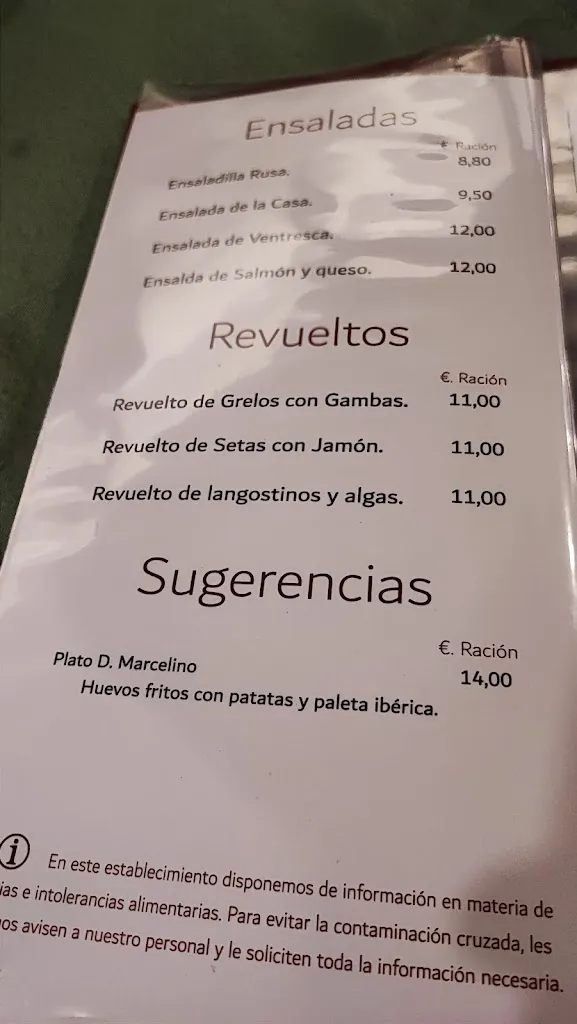 Ensaladas
€ Ración
Ensaladilla Rusa. 8,80
Ensalada de la Casa. 9,50
Ensalada de Ventresca. 12,00
Ensalda de Salmón y queso. 12,00
Revueltos
€. Ración
Revuelto de Grelos con Gambas. 11,00
Revuelto de Setas con Jamón. 11,00
Revuelto de langostinos y algas. 11,00
Sugerencias
€. Ración
Plato D. Marcelino 14,00
Huevos fritos con patatas y paleta ibérica.
i En este establecimiento disponemos de información en materia de
e intolerancias alimentarias. Para evitar la contaminación cruzada, les
avisen a nuestro personal y le soliciten toda la información necesaria.